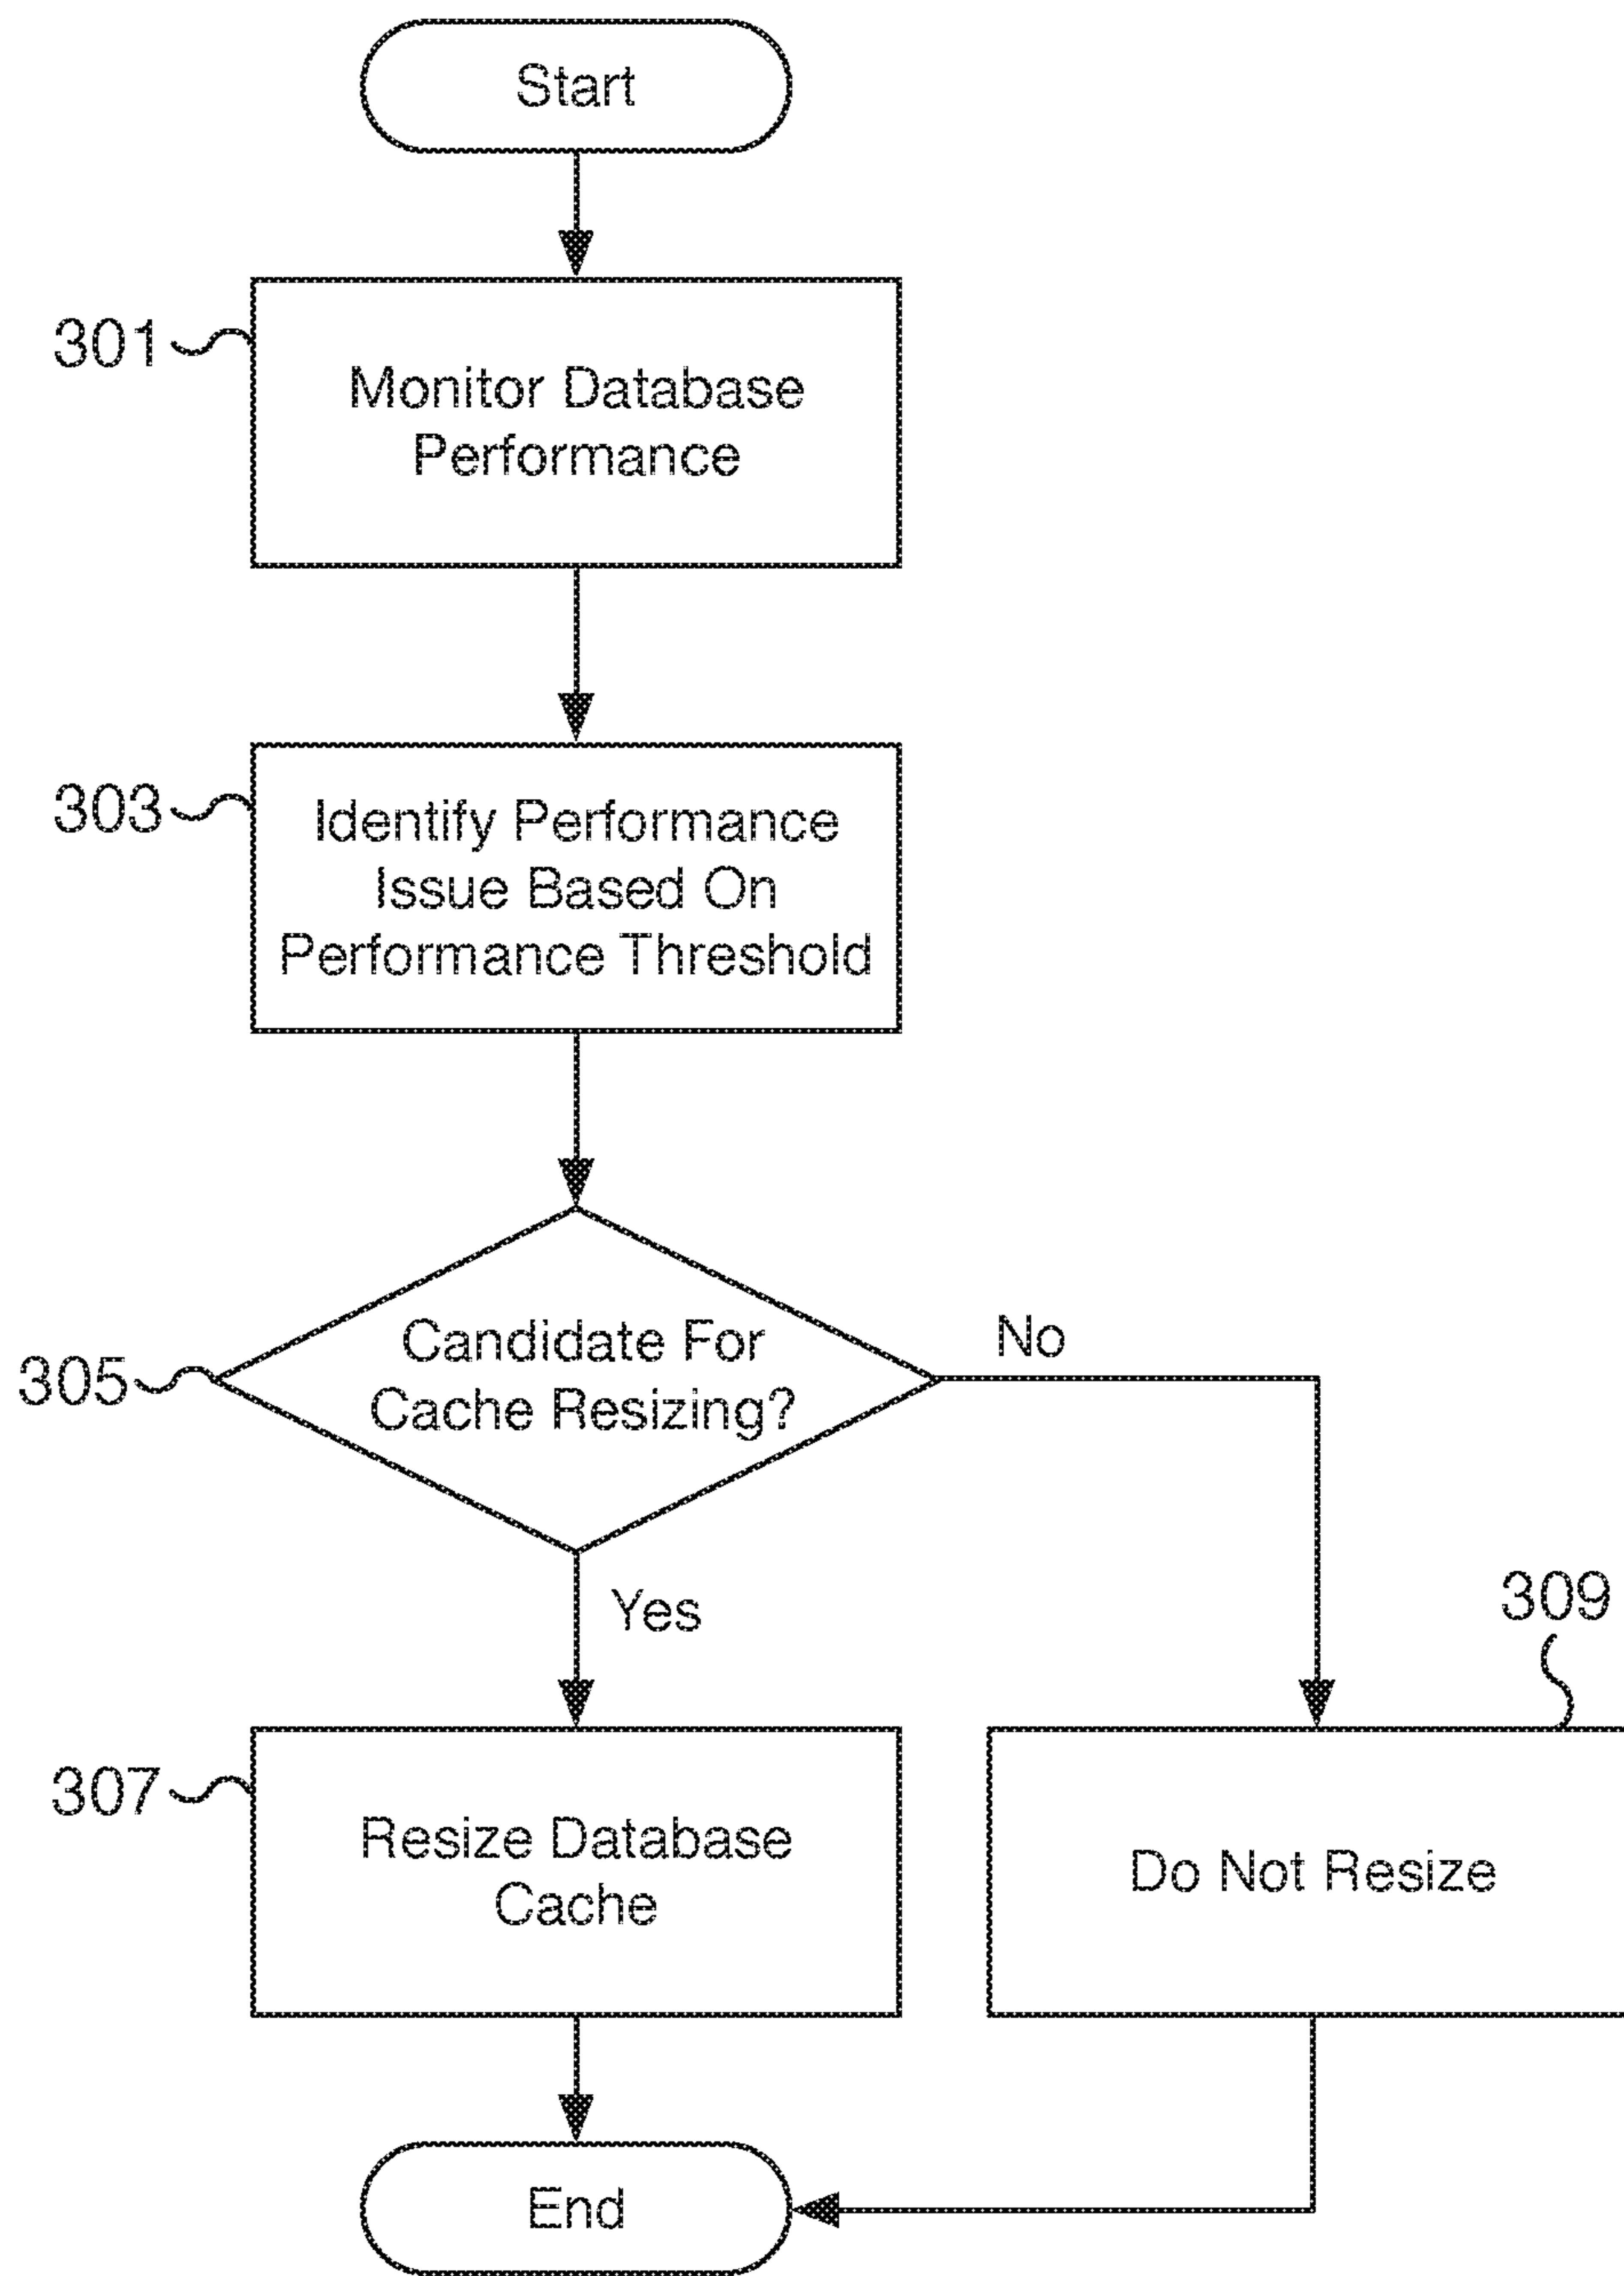 Start
301
Monitor Database
Performance
303
Identify Performance
Issue Based On
Performance Threshold
305
Candidate For
Cache Resizing?
No
Yes
309
307
Resize Database
Cache
Do Not Resize
End